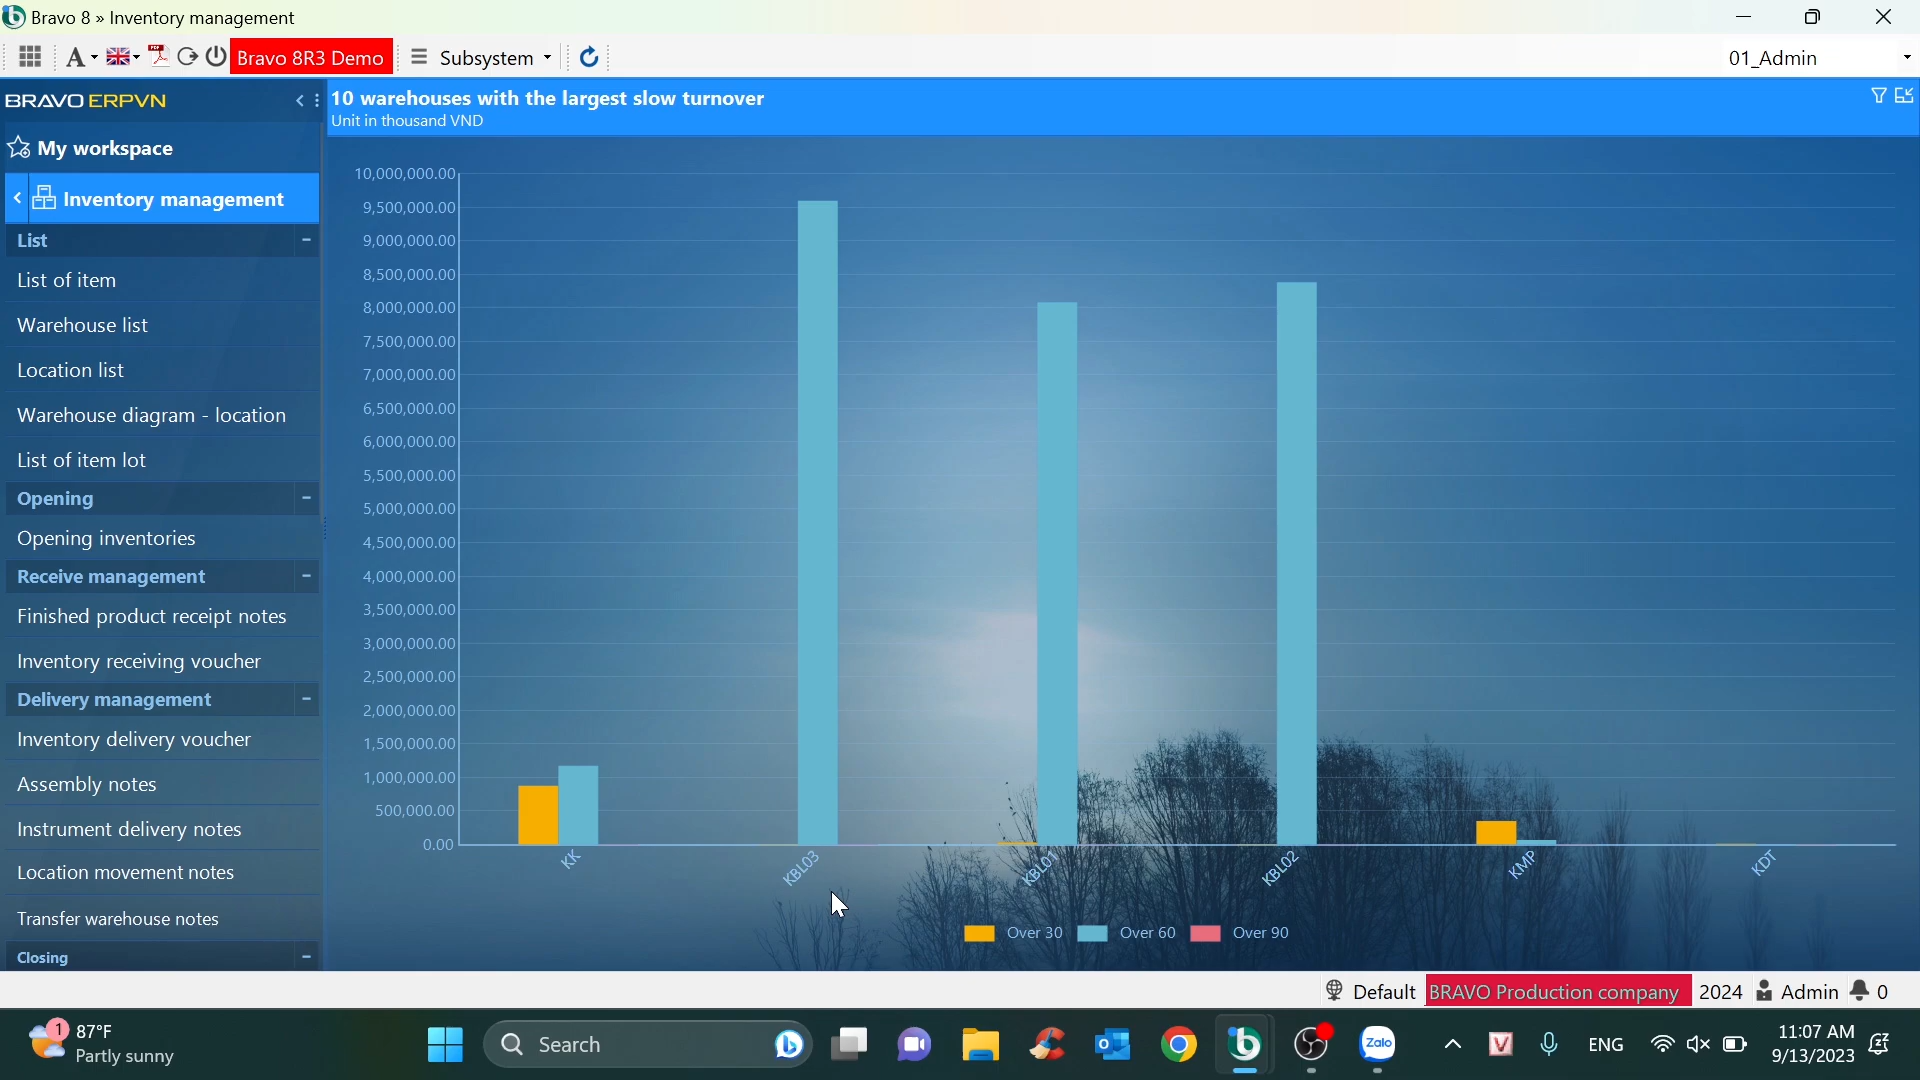 Bravo 8 » Inventory management
A
PDF
Bravo 8R3 Demo
Subsystem
01_Admin
BRAVO ERPVN
10 warehouses with the largest slow turnover
Unit in thousand VND
My workspace
Inventory management
List
List of item
Warehouse list
Location list
Warehouse diagram - location
List of item lot
Opening
Opening inventories
Receive management
Finished product receipt notes
Inventory receiving voucher
Delivery management
Inventory delivery voucher
Assembly notes
Instrument delivery notes
Location movement notes
Transfer warehouse notes
Closing
10,000,000.00
9,500,000.00
9,000,000.00
8,500,000.00
8,000,000.00
7,500,000.00
7,000,000.00
6,500,000.00
6,000,000.00
5,500,000.00
5,000,000.00
4,500,000.00
4,000,000.00
3,500,000.00
3,000,000.00
2,500,000.00
2,000,000.00
1,500,000.00
1,000,000.00
500,000.00
0.00
KK
KBL03
KBL01
KBL02
KMP
KDT
Over 30 Over 60 Over 90
Default
BRAVO Production company
2024
Admin
0
1
87°F
Partly sunny
Search
Zalo
V
ENG
11:07 AM
9/13/2023